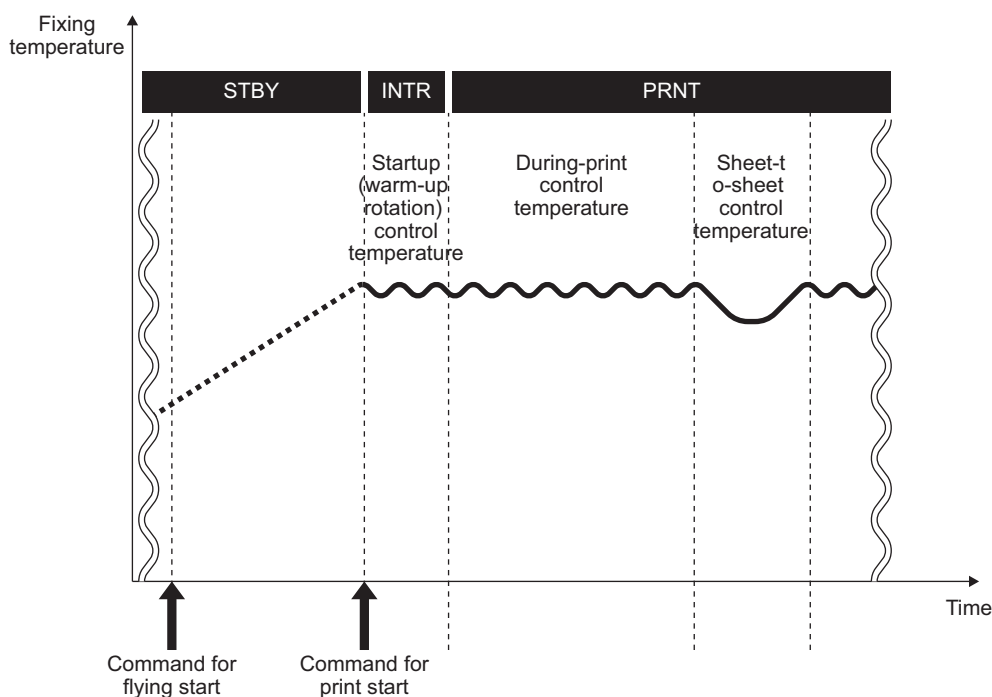 Fixing
temperature
STBY
INTR
PRNT
Startup
(warm-up
rotation)
control
temperature
During-print
control
temperature
Sheet-t
o-sheet
control
temperature
Time
Command for
flying start
Command for
print start